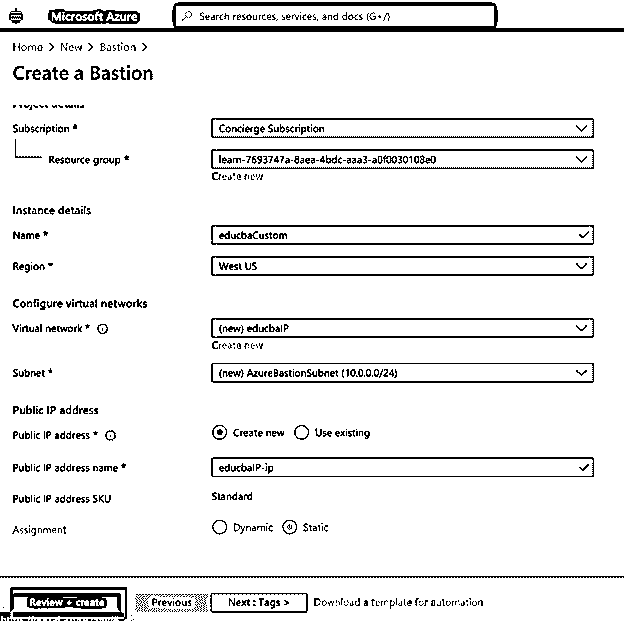 Microsoft Azure
Search resources, services, and docs (G+/)
Home > New > Bastion >
Create a Bastion
Project details
Subscription *
Concierge Subscription
Resource group *
learn-7693747a-8aea-4bdc-aaa3-a0f0030108e0
Create new
Instance details
Name *
educbaCustom
Region *
West US
Configure virtual networks
Virtual network *
(new) educbaIP
Create new
Subnet *
(new) AzureBastionSubnet (10.0.0.0/24)
Public IP address
Public IP address *
Create new Use existing
Public IP address name *
educbaIP-ip
Public IP address SKU
Standard
Assignment
Dynamic Static
Review + create Previous Next : Tags > Download a template for automation